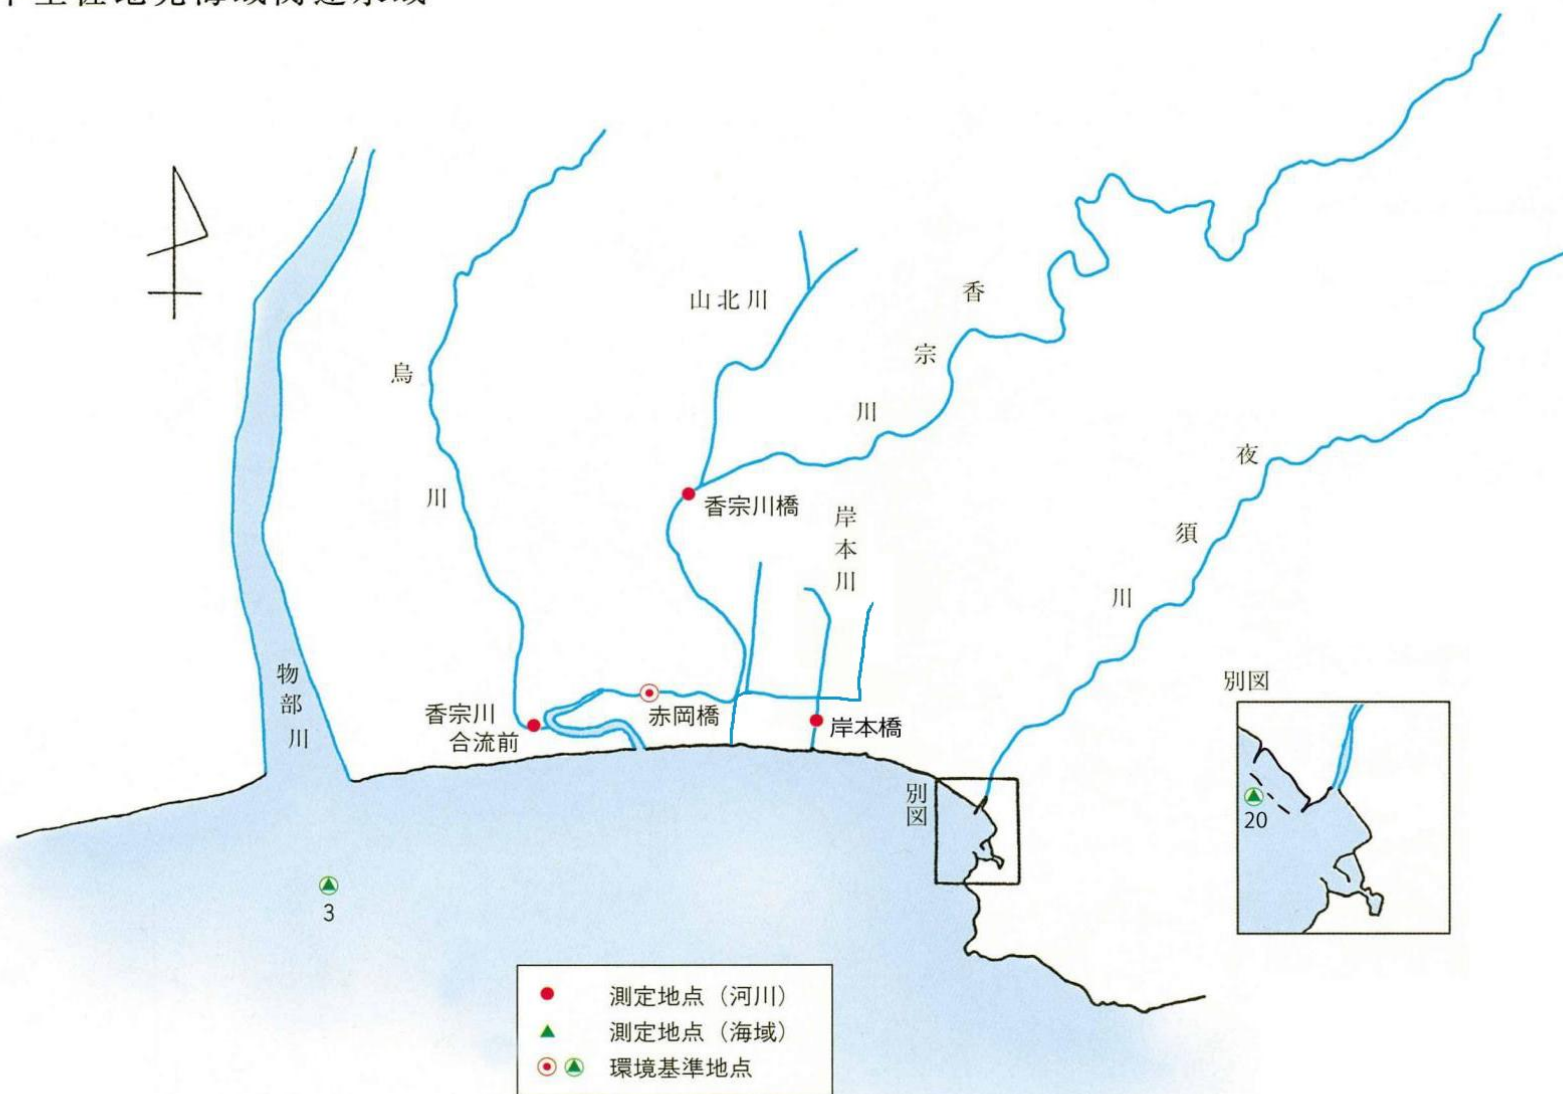 山北川
香宗川
烏川
夜須川
香宗川橋
岸本川
物部川
香宗川
合流前
赤岡橋
岸本橋
別図
別図
20
3
測定地点（河川）
測定地点（海域）
環境基準地点